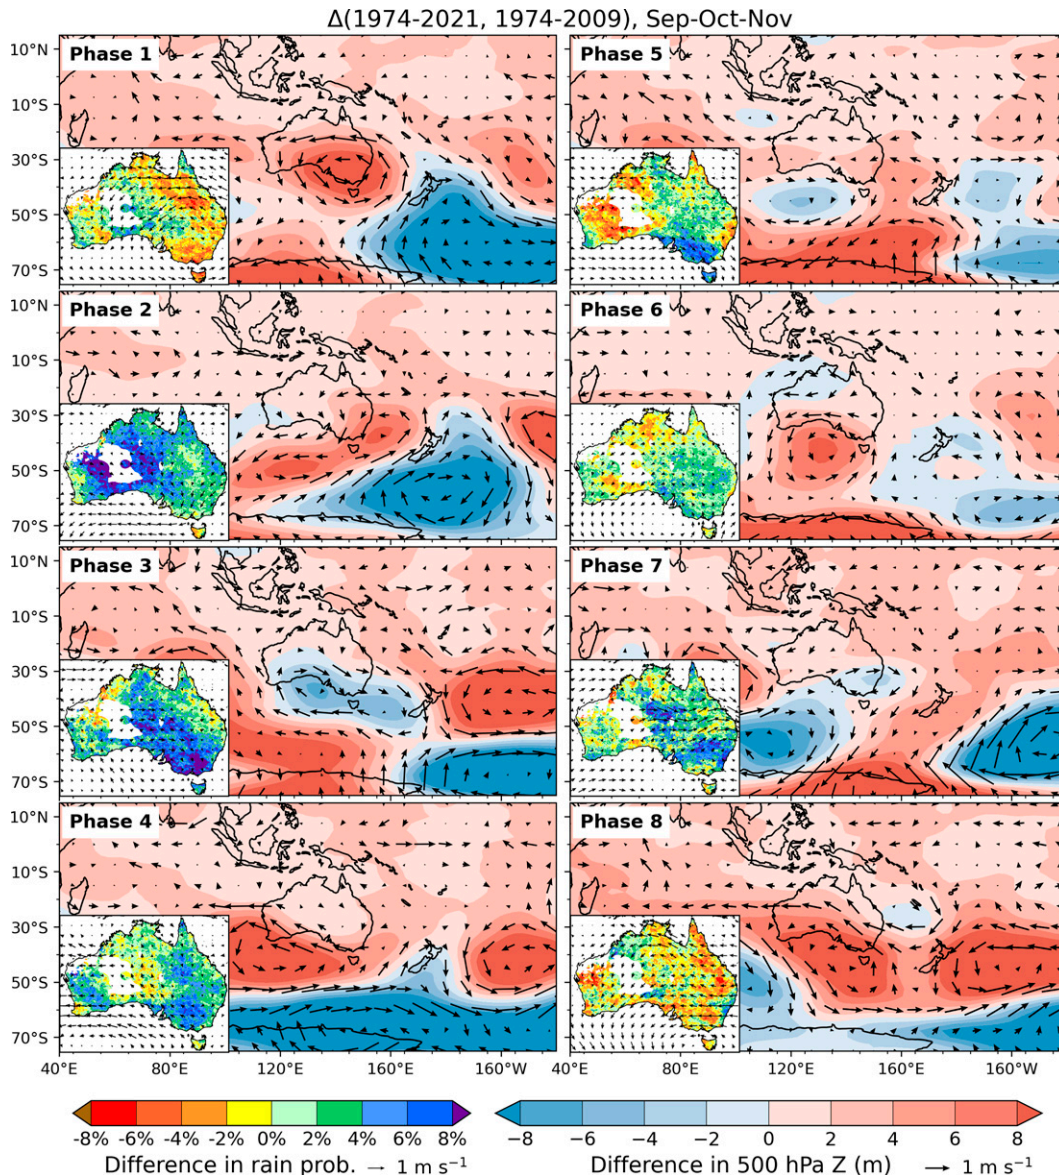 Δ(1974-2021, 1974-2009), Sep-Oct-Nov
10°N Phase 1 Phase 5
10°S
30°S
50°S
70°S
10°N Phase 2 Phase 6
10°S
30°S
50°S
70°S
10°N Phase 3 Phase 7
10°S
30°S
50°S
70°S
10°N Phase 4 Phase 8
10°S
30°S
50°S
70°S
40°E 80°E 120°E 160°E 160°W 40°E 80°E 120°E 160°E 160°W
-8% -6% -4% -2% 0% 2% 4% 6% 8% −8 −6 −4 −2 0 2 4 6 8
Difference in rain prob. → 1 m s⁻¹ Difference in 500 hPa Z (m) → 1 m s⁻¹